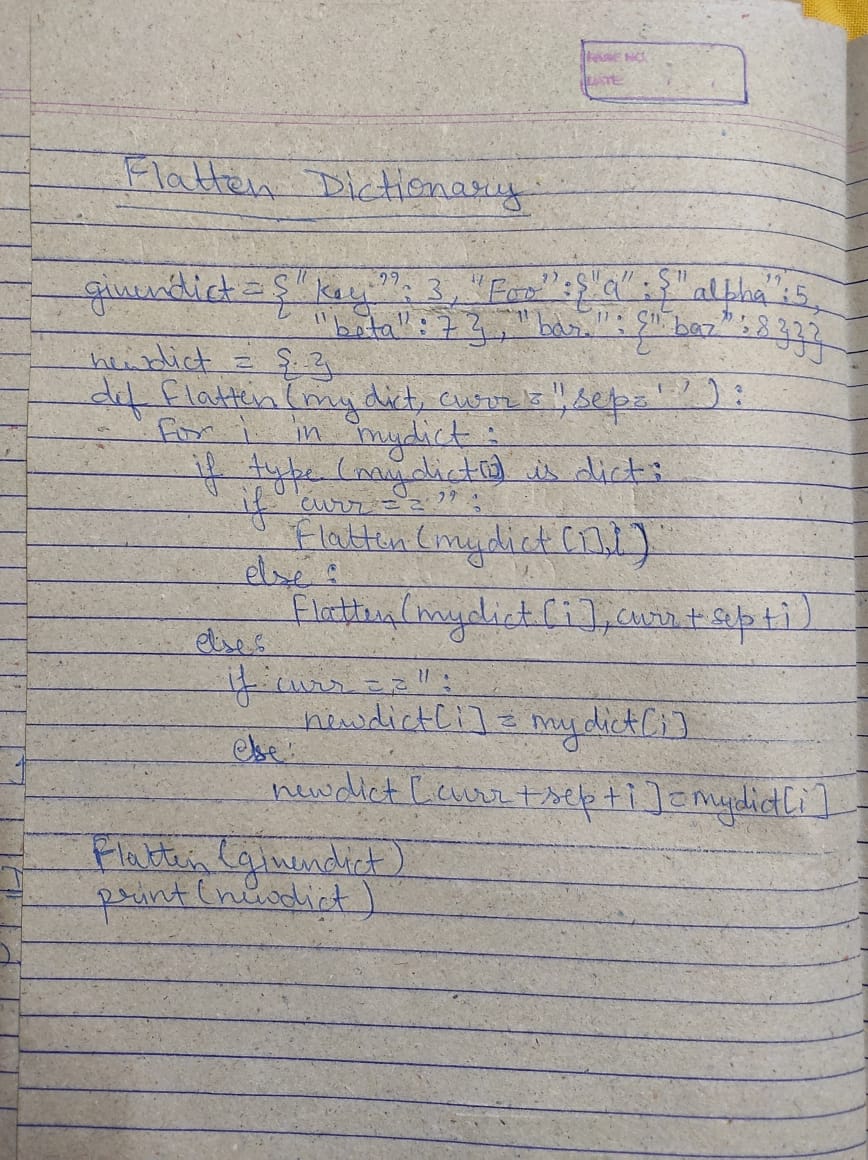 PAGE NO.
DATE
Flatten Dictionary
givendict = {"key": 3, "Foo":{"a":{"alpha":5,
"beta":7}, "bar":{"baz":8}}}
newdict = {}
def flatten(mydict, curr='', sep='.'):
for i in mydict:
if type(mydict[i]) is dict:
if curr == '':
flatten(mydict[i],i)
else:
flatten(mydict[i], curr+sep+i)
else:
if curr == '':
newdict[i] = mydict[i]
else:
newdict[curr+sep+i]=mydict[i]
flatten(givendict)
print(newdict)